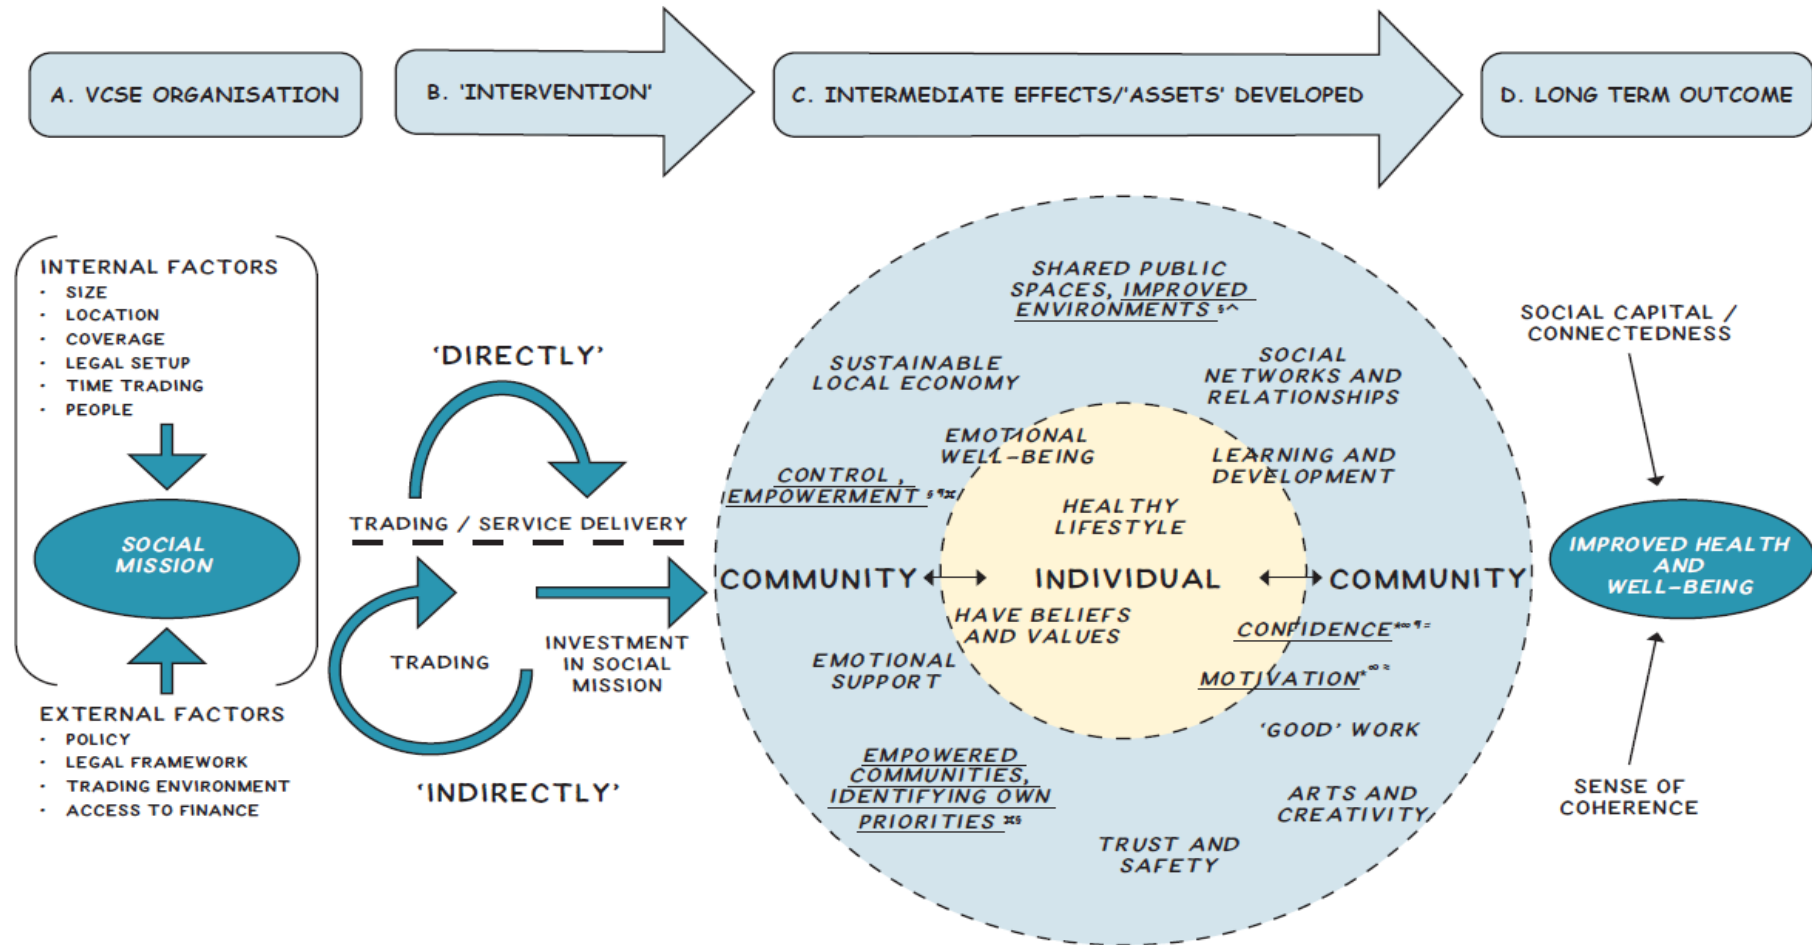 A. VCSE ORGANISATION
B. 'INTERVENTION'
C. INTERMEDIATE EFFECTS/'ASSETS' DEVELOPED
D. LONG TERM OUTCOME
INTERNAL FACTORS
· SIZE
· LOCATION
· COVERAGE
· LEGAL SETUP
· TIME TRADING
· PEOPLE
SOCIAL
MISSION
EXTERNAL FACTORS
· POLICY
· LEGAL FRAMEWORK
· TRADING ENVIRONMENT
· ACCESS TO FINANCE
'DIRECTLY'
TRADING / SERVICE DELIVERY
TRADING
INVESTMENT
IN SOCIAL
MISSION
'INDIRECTLY'
SHARED PUBLIC
SPACES, IMPROVED
ENVIRONMENTS §^
SUSTAINABLE
LOCAL ECONOMY
SOCIAL
NETWORKS AND
RELATIONSHIPS
EMOTIONAL
WELL-BEING
LEARNING AND
DEVELOPMENT
CONTROL,
EMPOWERMENT §¶¤
HEALTHY
LIFESTYLE
COMMUNITY
INDIVIDUAL
COMMUNITY
HAVE BELIEFS
AND VALUES
CONFIDENCE*∞¶=
EMOTIONAL
SUPPORT
MOTIVATION*∞≈
'GOOD' WORK
EMPOWERED
COMMUNITIES,
IDENTIFYING OWN
PRIORITIES ¤§
ARTS AND
CREATIVITY
TRUST AND
SAFETY
SOCIAL CAPITAL /
CONNECTEDNESS
IMPROVED HEALTH
AND
WELL-BEING
SENSE OF
COHERENCE